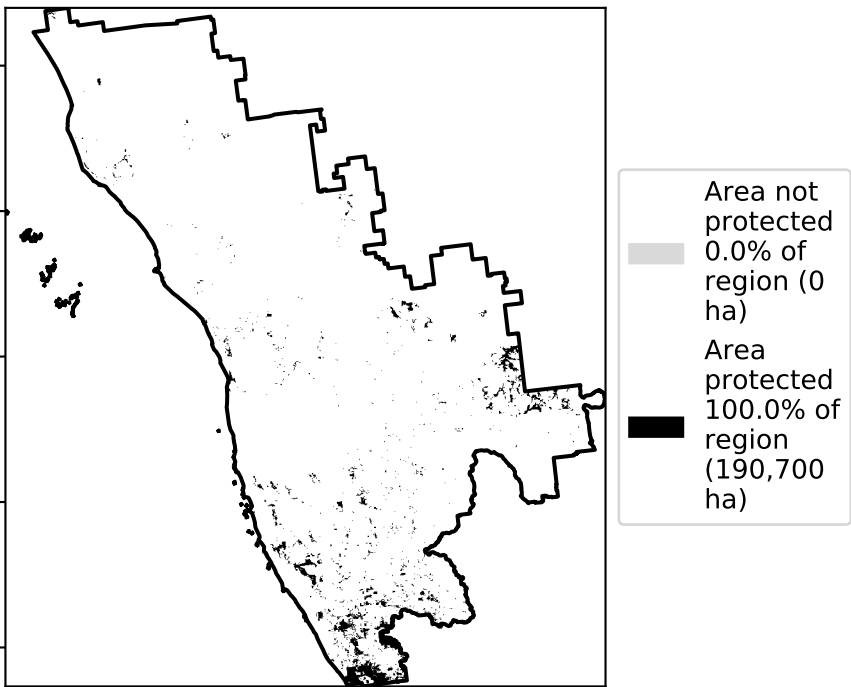 Area not
protected
0.0% of
region (0
ha)
Area
protected
100.0% of
region
(190,700
ha)